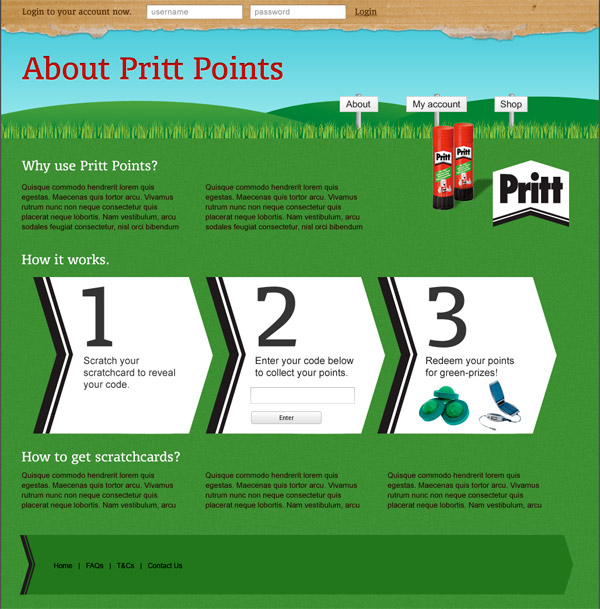 Login to your account now. username password Login
About Pritt Points
About My account Shop
Pritt Pritt
Pritt
Why use Pritt Points?
Quisque commodo hendrerit lorem quis
egestas. Maecenas quis tortor arcu. Vivamus
rutrum nunc non neque consectetur quis
placerat neque lobortis. Nam vestibulum, arcu
sodales feugiat consectetur, nisl orci bibendum
Quisque commodo hendrerit lorem quis
egestas. Maecenas quis tortor arcu. Vivamus
rutrum nunc non neque consectetur quis
placerat neque lobortis. Nam vestibulum, arcu
sodales feugiat consectetur, nisl orci bibendum
How it works.
1
Scratch your
scratchcard to reveal
your code.
2
Enter your code below
to collect your points.
Enter
3
Redeem your points
for green-prizes!
How to get scratchcards?
Quisque commodo hendrerit lorem quis
egestas. Maecenas quis tortor arcu. Vivamus
rutrum nunc non neque consectetur quis
placerat neque lobortis. Nam vestibulum, arcu
Quisque commodo hendrerit lorem quis
egestas. Maecenas quis tortor arcu. Vivamus
rutrum nunc non neque consectetur quis
placerat neque lobortis. Nam vestibulum, arcu
Quisque commodo hendrerit lorem quis
egestas. Maecenas quis tortor arcu. Vivamus
rutrum nunc non neque consectetur quis
placerat neque lobortis. Nam vestibulum, arcu
Home | FAQs | T&Cs | Contact Us